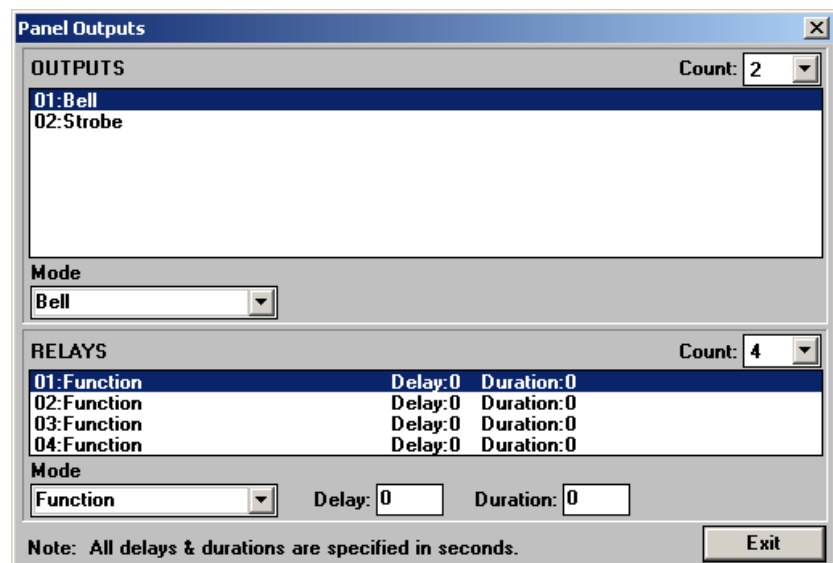 Panel Outputs
OUTPUTS Count: 2
01:Bell
02:Strobe
Mode
Bell
RELAYS Count: 4
01:Function Delay:0 Duration:0
02:Function Delay:0 Duration:0
03:Function Delay:0 Duration:0
04:Function Delay:0 Duration:0
Mode
Function Delay: 0 Duration: 0
Note: All delays & durations are specified in seconds. Exit